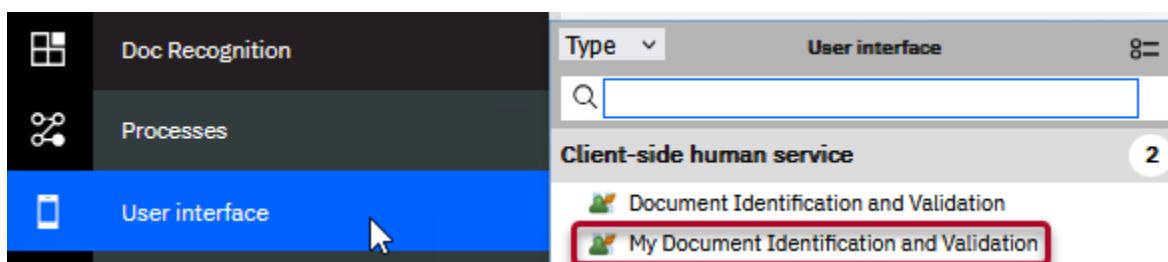 Doc Recognition
Processes
User interface
Type
User interface
Client-side human service
2
Document Identification and Validation
My Document Identification and Validation